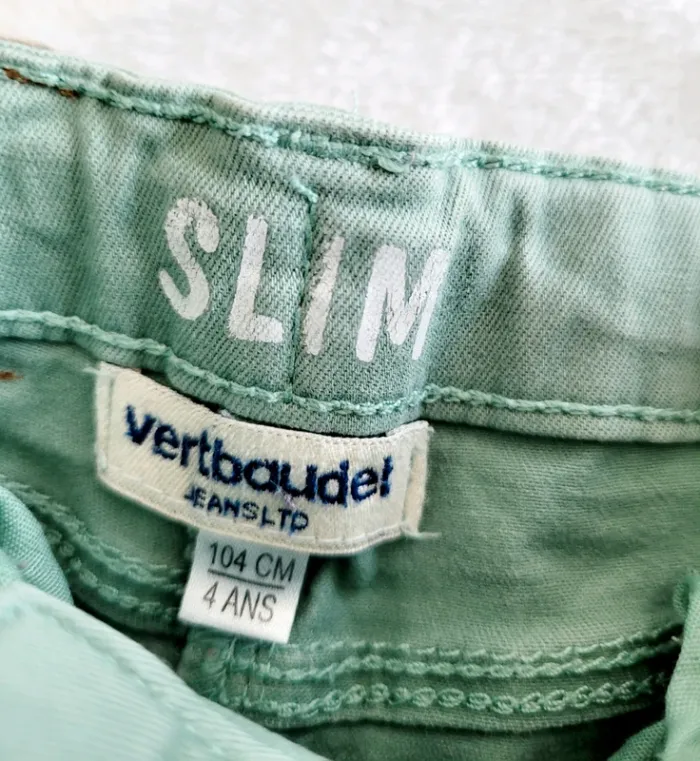 SLIM
vertbaudet
JEANS LTD
104 CM
4 ANS